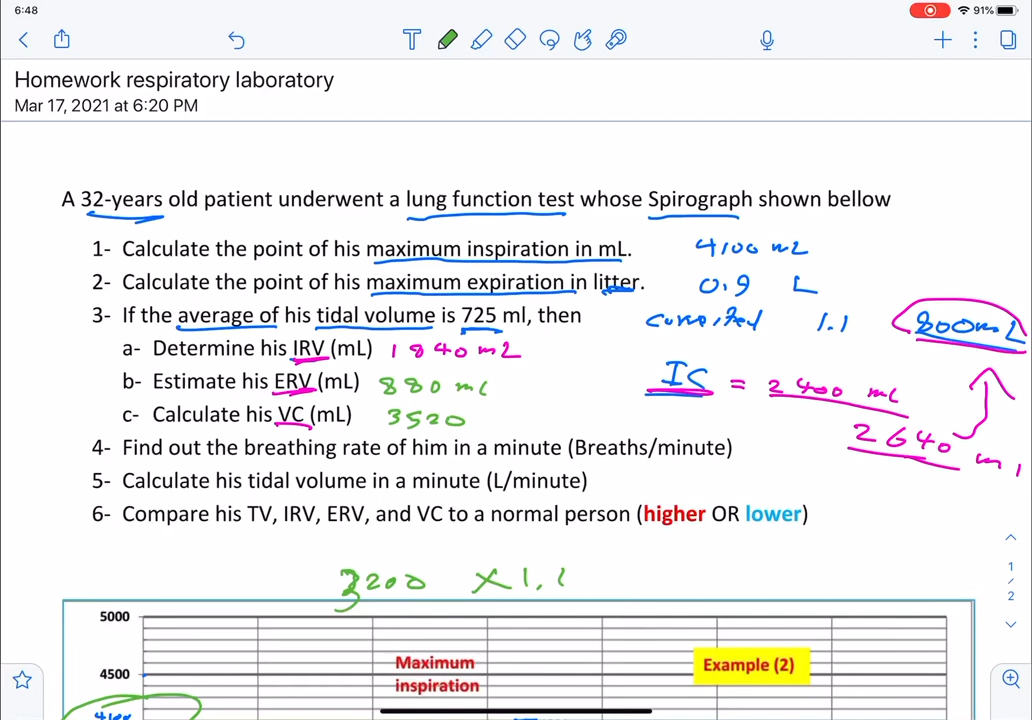 6:48
91%
T
Homework respiratory laboratory
Mar 17, 2021 at 6:20 PM
A 32-years old patient underwent a lung function test whose Spirograph shown bellow
1- Calculate the point of his maximum inspiration in mL. 4100 mL
2- Calculate the point of his maximum expiration in litter. 0.9 L
3- If the average of his tidal volume is 725 ml, then 1.1 800mL
a- Determine his IRV (mL) 1840 mL
IC = 2400 mL
b- Estimate his ERV (mL) 880 mL
c- Calculate his VC (mL) 3520
2640 ml
4- Find out the breathing rate of him in a minute (Breaths/minute)
5- Calculate his tidal volume in a minute (L/minute)
6- Compare his TV, IRV, ERV, and VC to a normal person (higher OR lower)
1
/
2
3200 × 1.1
5000
Maximum
inspiration
Example (2)
4500
4100